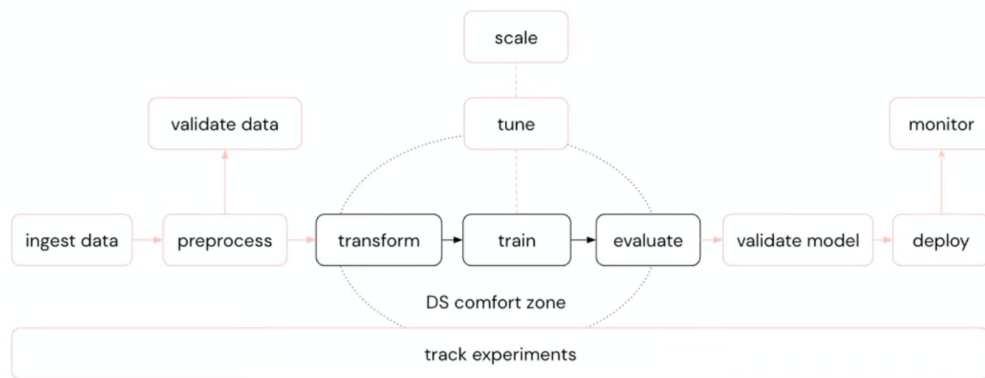 scale
validate data
tune
monitor
ingest data
preprocess
transform
train
evaluate
validate model
deploy
DS comfort zone
track experiments